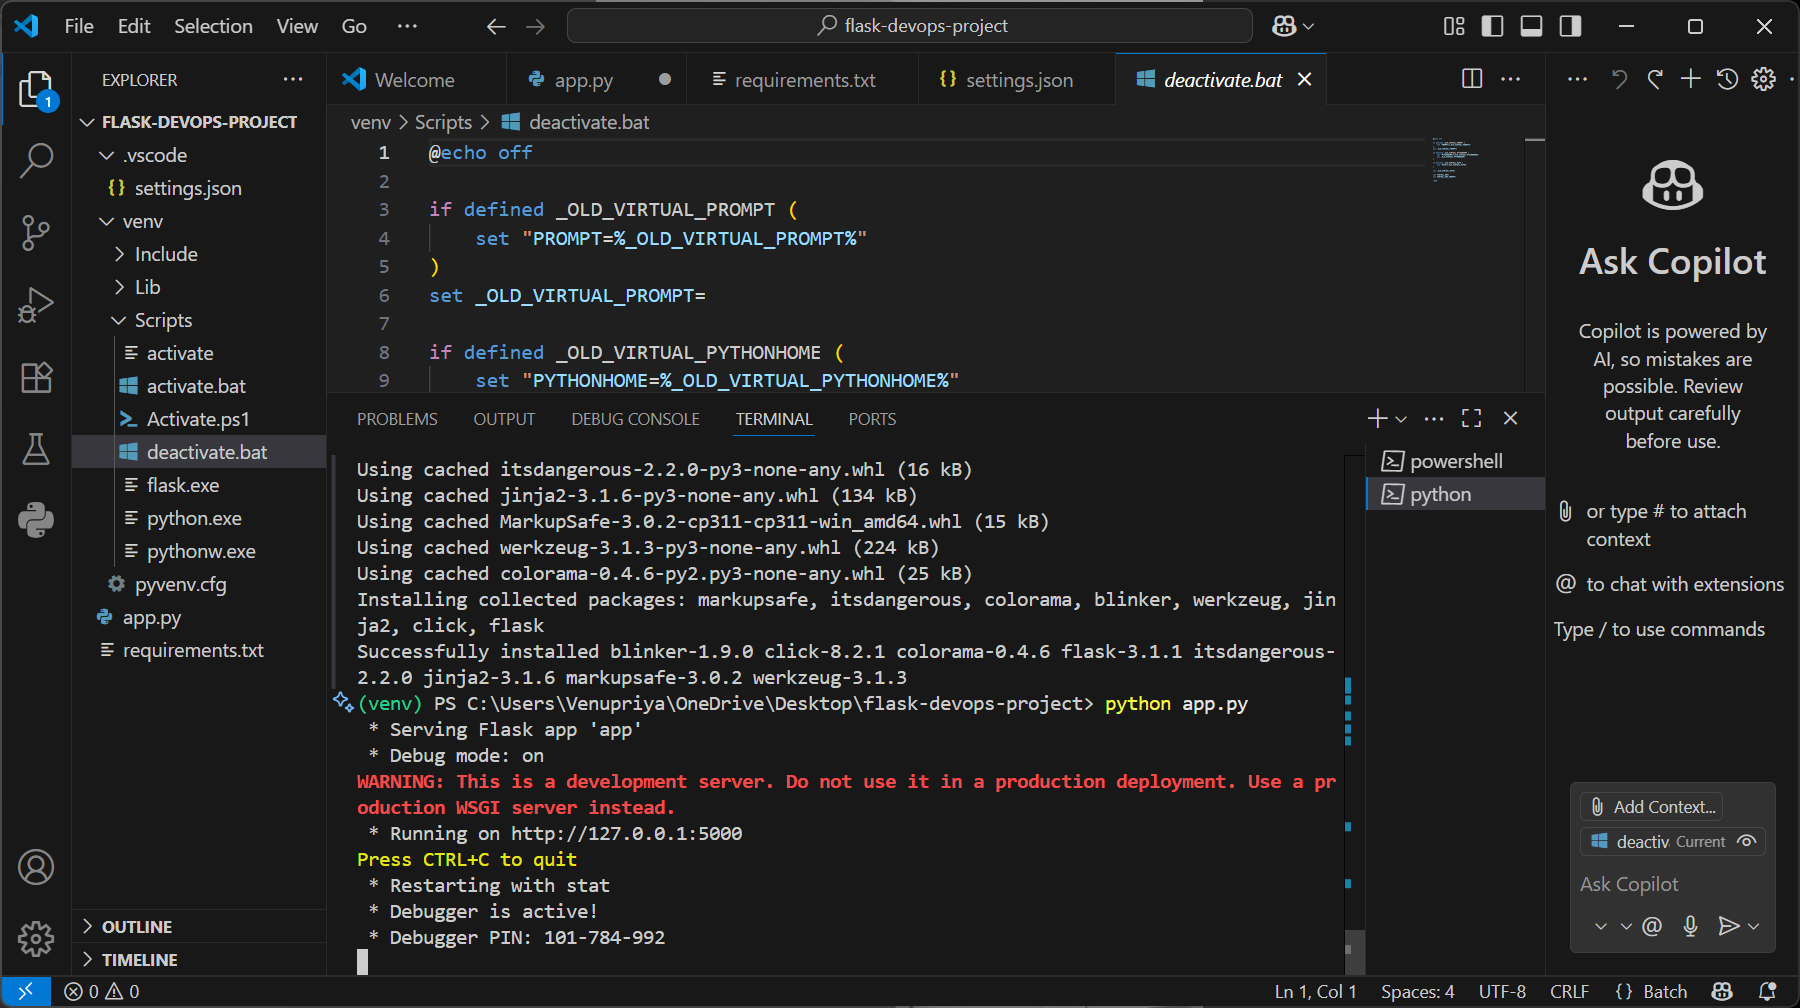 File Edit Selection View Go ···
flask-devops-project
EXPLORER
Welcome
app.py
requirements.txt
settings.json
deactivate.bat
1
FLASK-DEVOPS-PROJECT
.vscode
settings.json
venv
Include
Lib
Scripts
activate
activate.bat
Activate.ps1
deactivate.bat
flask.exe
python.exe
pythonw.exe
pyvenv.cfg
app.py
requirements.txt
OUTLINE
TIMELINE
venv > Scripts > deactivate.bat
1 @echo off
2
3 if defined _OLD_VIRTUAL_PROMPT (
4 set "PROMPT=%_OLD_VIRTUAL_PROMPT%"
5 )
6 set _OLD_VIRTUAL_PROMPT=
7
8 if defined _OLD_VIRTUAL_PYTHONHOME (
9 set "PYTHONHOME=%_OLD_VIRTUAL_PYTHONHOME%"
PROBLEMS OUTPUT DEBUG CONSOLE TERMINAL PORTS
Using cached itsdangerous-2.2.0-py3-none-any.whl (16 kB)
Using cached jinja2-3.1.6-py3-none-any.whl (134 kB)
Using cached MarkupSafe-3.0.2-cp311-cp311-win_amd64.whl (15 kB)
Using cached werkzeug-3.1.3-py3-none-any.whl (224 kB)
Using cached colorama-0.4.6-py2.py3-none-any.whl (25 kB)
Installing collected packages: markupsafe, itsdangerous, colorama, blinker, werkzeug, jin
ja2, click, flask
Successfully installed blinker-1.9.0 click-8.2.1 colorama-0.4.6 flask-3.1.1 itsdangerous-
2.2.0 jinja2-3.1.6 markupsafe-3.0.2 werkzeug-3.1.3
(venv) PS C:\Users\Venupriya\OneDrive\Desktop\flask-devops-project> python app.py
* Serving Flask app 'app'
* Debug mode: on
WARNING: This is a development server. Do not use it in a production deployment. Use a pr
oduction WSGI server instead.
* Running on http://127.0.0.1:5000
Press CTRL+C to quit
* Restarting with stat
* Debugger is active!
* Debugger PIN: 101-784-992
powershell
python
Ask Copilot
Copilot is powered by
AI, so mistakes are
possible. Review
output carefully
before use.
or type # to attach
context
@ to chat with extensions
Type / to use commands
Add Context...
deactiv Current
Ask Copilot
@
0 0
Ln 1, Col 1 Spaces: 4 UTF-8 CRLF {} Batch